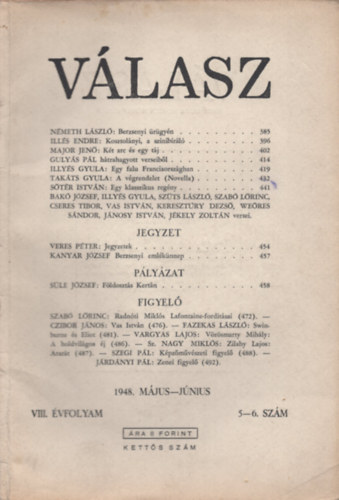 VÁLASZ
NÉMETH LÁSZLÓ: Berzsenyi ürügyén . . . . . . . . . 385
ILLÉS ENDRE: Kosztolányi, a színibíráló . . . . . . . . 396
MAJOR JENŐ: Két arc és egy táj . . . . . . . . . . . 402
GULYÁS PÁL hátrahagyott verseiből . . . . . . . . . 414
ILLYÉS GYULA: Egy falu Franciaországban . . . . . . . 419
TAKÁTS GYULA: A végrendelet (Novella) . . . . . . . 432
SŐTÉR ISTVÁN: Egy klasszikus regény . . . . . . . . 441
BAKÓ JÓZSEF, ILLYÉS GYULA, SZŰTS LÁSZLÓ, SZABÓ LŐRINC,
CSERES TIBOR, VAS ISTVÁN, KERESZTURY DEZSŐ, WEÖRES
SÁNDOR, JÁNOSY ISTVÁN, JÉKELY ZOLTÁN versei.
JEGYZET
VERES PÉTER: Jegyzetek . . . . . . . . . . . . . 454
KANYAR JÓZSEF Berzsenyi emlékünnep . . . . . . . . 457
PÁLYÁZAT
SÜLE JÓZSEF: Földosztás Kertán . . . . . . . . . . . 458
FIGYELŐ
SZABÓ LŐRINC: Radnóti Miklós Lafontaine-fordításai (472). —
CZIBOR JÁNOS: Vas István (476). — FAZEKAS LÁSZLÓ: Swin-
burne és Eliot (481). — VARGYAS LAJOS: Vörösmarty Mihály:
A holdvilágos éj (486). — Sz. NAGY MIKLÓS: Zilahy Lajos:
Ararát (487). — SZEGI PÁL: Képzőművészeti figyelő (488). —
JÁRDÁNYI PÁL: Zenei figyelő (492).
1948. MÁJUS—JÚNIUS
VIII. ÉVFOLYAM 5—6. SZÁM
ÁRA 8 FORINT
KETTŐS SZÁM